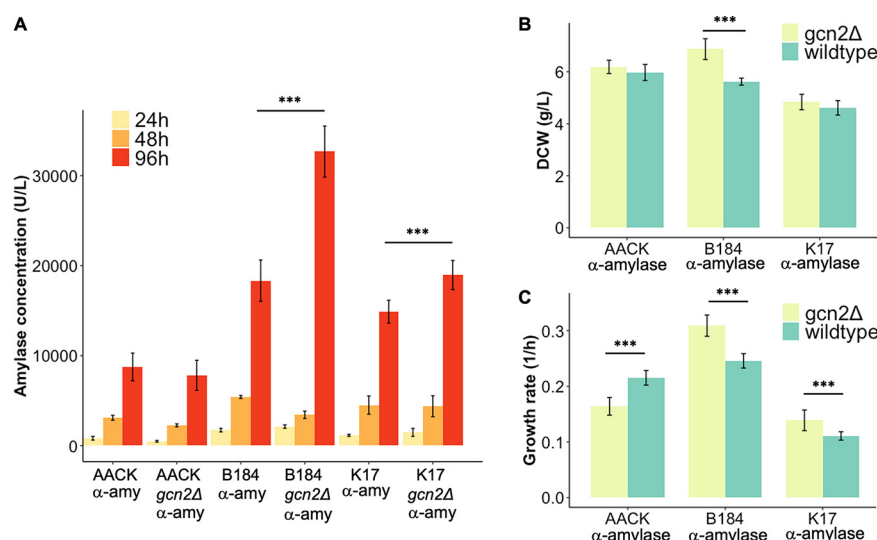 A
***
***
24h
48h
96h
Amylase concentration (U/L)
30000
20000
10000
0
AACK
α-amy
AACK
gcn2Δ
α-amy
B184
α-amy
B184
gcn2Δ
α-amy
K17
α-amy
K17
gcn2Δ
α-amy
B
***
gcn2Δ
wildtype
DCW (g/L)
6
4
2
0
AACK
α-amylase
B184
α-amylase
K17
α-amylase
C
***
***
***
gcn2Δ
wildtype
Growth rate (1/h)
0.3
0.2
0.1
0.0
AACK
α-amylase
B184
α-amylase
K17
α-amylase